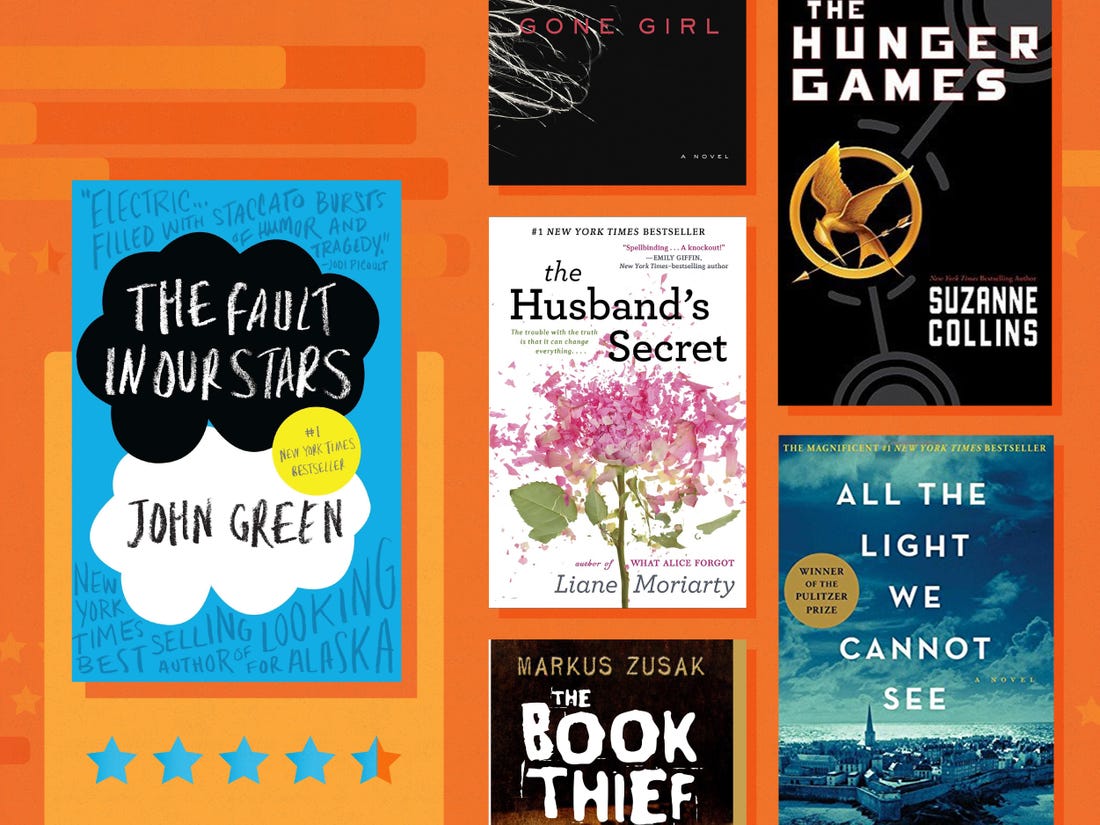 "ELECTRIC...
STACCATO BURSTS
FILLED WITH
OF HUMOR AND
TRAGEDY."
–JODI PICOULT
THE FAULT
IN OUR STARS
#1
NEW YORK TIMES
BESTSELLER
JOHN GREEN
NEW
YORK
TIMES
BESTSELLING
AUTHOR OF
LOOKING
FOR ALASKA
GONE GIRL
A NOVEL
#1 NEW YORK TIMES BESTSELLER
"Spellbinding . . . A knockout!"
—EMILY GIFFIN,
New York Times–bestselling author
the
Husband's
The trouble with the truth
is that it can change
everything. . . .
Secret
author of WHAT ALICE FORGOT
Liane Moriarty
MARKUS ZUSAK
THE
BOOK
THIEF
THE
HUNGER
GAMES
New York Times Bestselling Author
SUZANNE
COLLINS
THE MAGNIFICENT #1 NEW YORK TIMES BESTSELLER
ALL THE
LIGHT
WE
CANNOT
SEE
WINNER
OF THE
PULITZER
PRIZE
A NOVEL